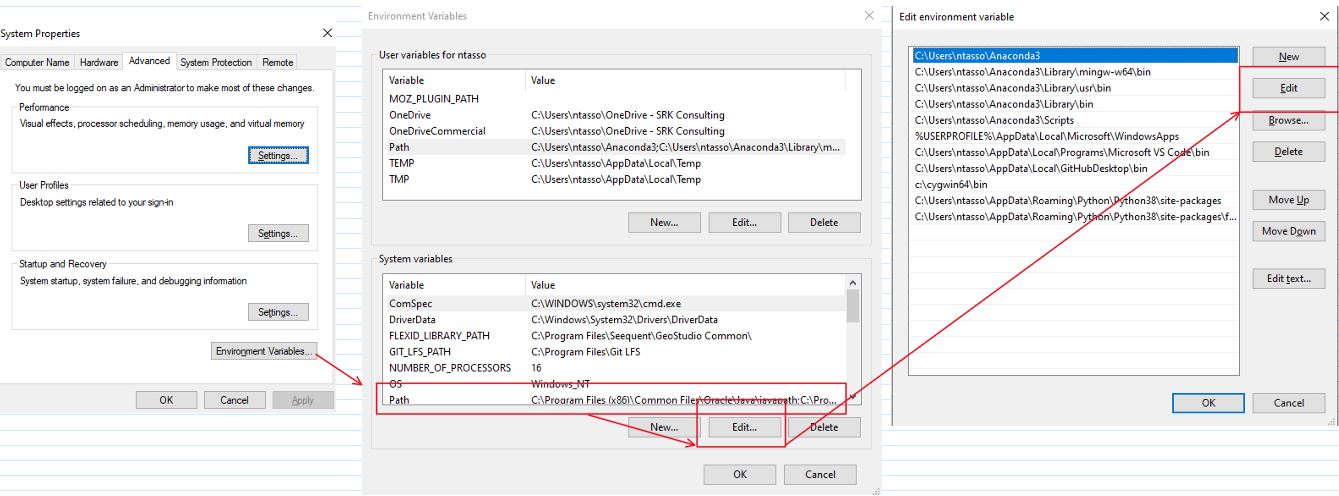 System Properties
Computer Name Hardware Advanced System Protection Remote
You must be logged on as an Administrator to make most of these changes.
Performance
Visual effects, processor scheduling, memory usage, and virtual memory
Settings...
User Profiles
Desktop settings related to your sign-in
Settings...
Startup and Recovery
System startup, system failure, and debugging information
Settings...
Environment Variables...
OK Cancel Apply
Environment Variables
User variables for ntasso
Variable Value
MOZ_PLUGIN_PATH
OneDrive C:\Users\ntasso\OneDrive - SRK Consulting
OneDriveCommercial C:\Users\ntasso\OneDrive - SRK Consulting
Path C:\Users\ntasso\Anaconda3;C:\Users\ntasso\Anaconda3\Library\m...
TEMP C:\Users\ntasso\AppData\Local\Temp
TMP C:\Users\ntasso\AppData\Local\Temp
New... Edit... Delete
System variables
Variable Value
ComSpec C:\WINDOWS\system32\cmd.exe
DriverData C:\Windows\System32\Drivers\DriverData
FLEXID_LIBRARY_PATH C:\Program Files\Seequent\GeoStudio Common\
GIT_LFS_PATH C:\Program Files\Git LFS
NUMBER_OF_PROCESSORS 16
OS Windows_NT
Path C:\Program Files (x86)\Common Files\Oracle\Java\javapath;C:\Pro...
New... Edit... Delete
OK Cancel
Edit environment variable
C:\Users\ntasso\Anaconda3
C:\Users\ntasso\Anaconda3\Library\mingw-w64\bin
C:\Users\ntasso\Anaconda3\Library\usr\bin
C:\Users\ntasso\Anaconda3\Library\bin
C:\Users\ntasso\Anaconda3\Scripts
%USERPROFILE%\AppData\Local\Microsoft\WindowsApps
C:\Users\ntasso\AppData\Local\Programs\Microsoft VS Code\bin
C:\Users\ntasso\AppData\Local\GitHubDesktop\bin
c:\cygwin64\bin
C:\Users\ntasso\AppData\Roaming\Python\Python38\site-packages
C:\Users\ntasso\AppData\Roaming\Python\Python38\site-packages\f...
New
Edit
Browse...
Delete
Move Up
Move Down
Edit text...
OK Cancel